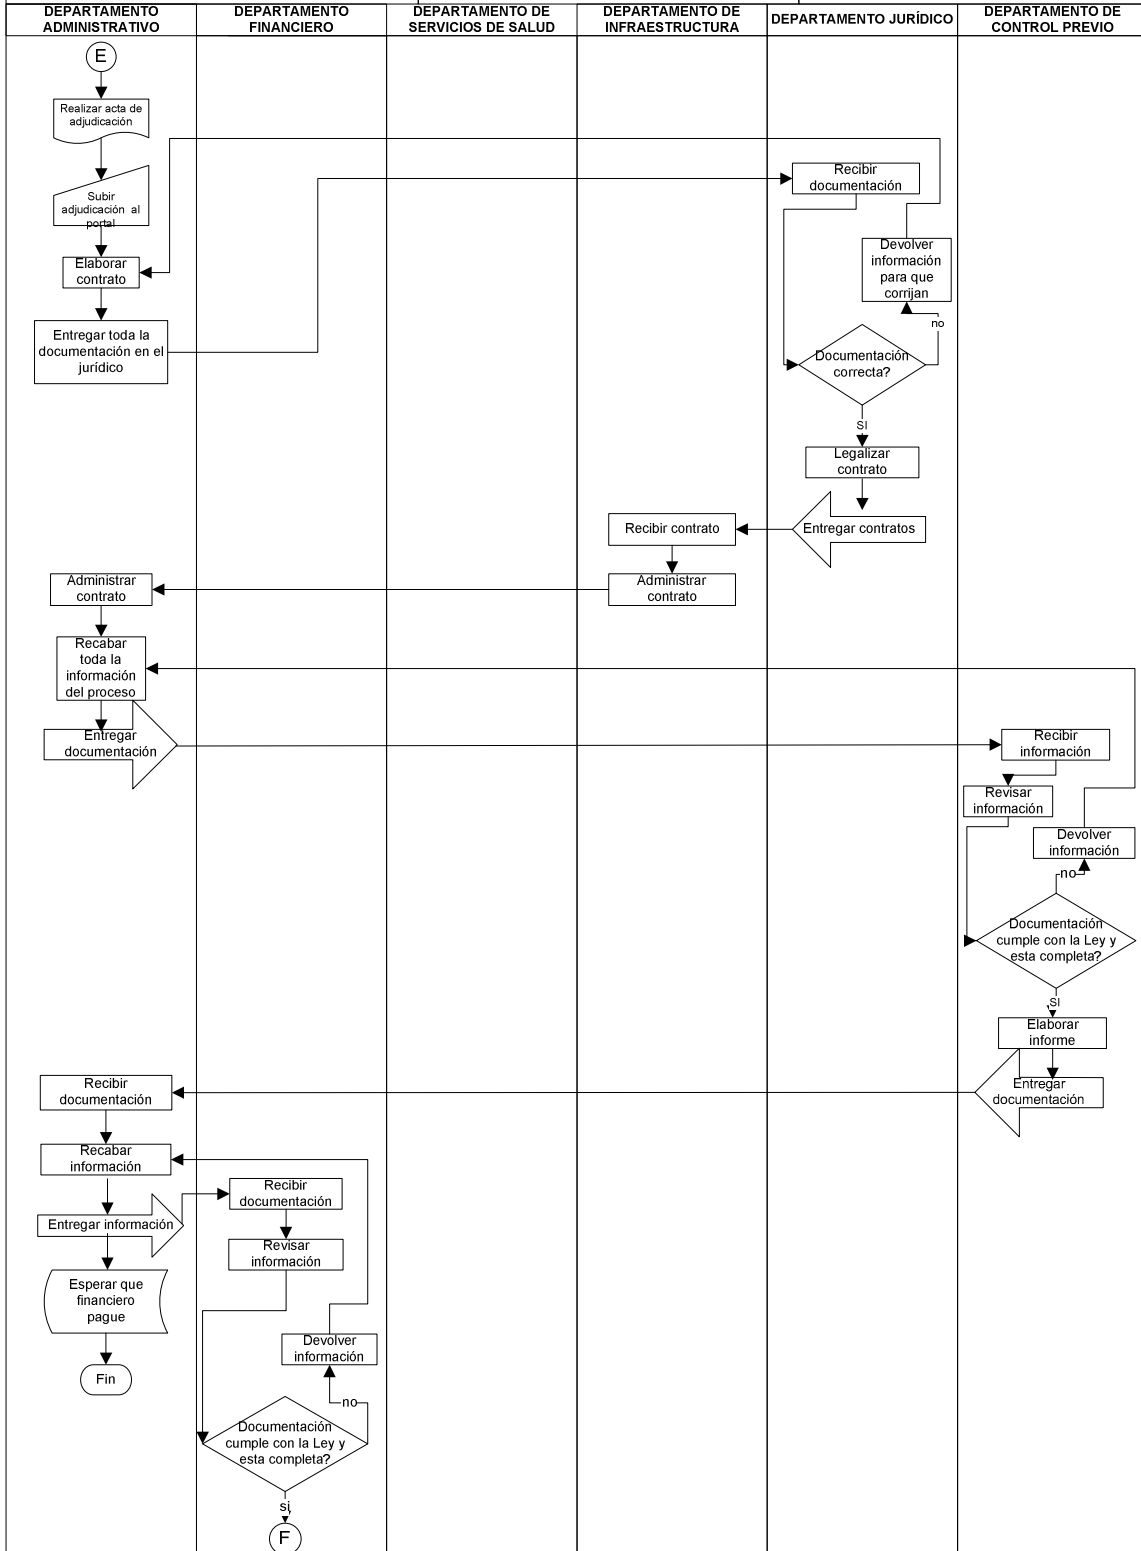 DEPARTAMENTO
ADMINISTRATIVO
DEPARTAMENTO
FINANCIERO
DEPARTAMENTO DE
SERVICIOS DE SALUD
DEPARTAMENTO DE
INFRAESTRUCTURA
DEPARTAMENTO JURÍDICO
DEPARTAMENTO DE
CONTROL PREVIO
E
Realizar acta de
adjudicación
Subir
adjudicación al
portal
Elaborar
contrato
Entregar toda la
documentación en el
jurídico
Recibir
documentación
Devolver
información
para que
corrijan
no
Documentación
correcta?
SI
Legalizar
contrato
Entregar contratos
Recibir contrato
Administrar
contrato
Administrar
contrato
Recabar
toda la
información
del proceso
Entregar
documentación
Recibir
información
Revisar
información
Devolver
información
no
Documentación
cumple con la Ley y
esta completa?
SI
Elaborar
informe
Entregar
documentación
Recibir
documentación
Recabar
información
Entregar información
Esperar que
financiero
pague
Fin
Recibir
documentación
Revisar
información
Devolver
información
no
Documentación
cumple con la Ley y
esta completa?
si
F